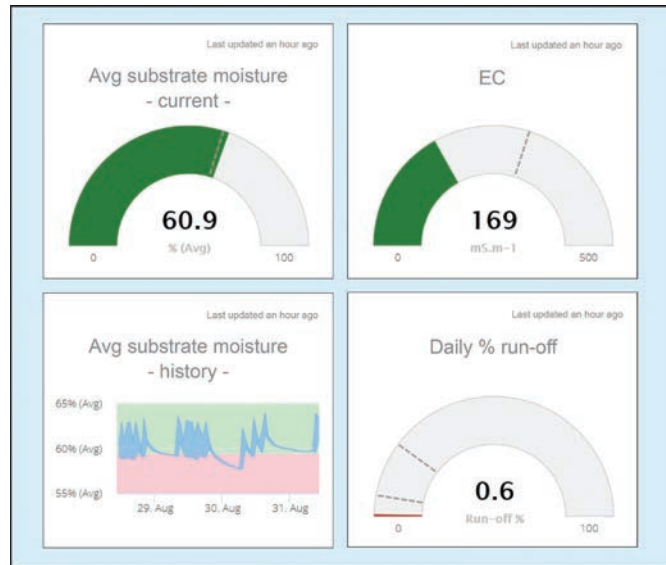 Last updated an hour ago
Avg substrate moisture
- current -
60.9
% (Avg)
0
100
Last updated an hour ago
EC
169
mS.m-1
0
500
Last updated an hour ago
Avg substrate moisture
- history -
65% (Avg)
60% (Avg)
55% (Avg)
29. Aug
30. Aug
31. Aug
Last updated an hour ago
Daily % run-off
0.6
Run-off %
0
100